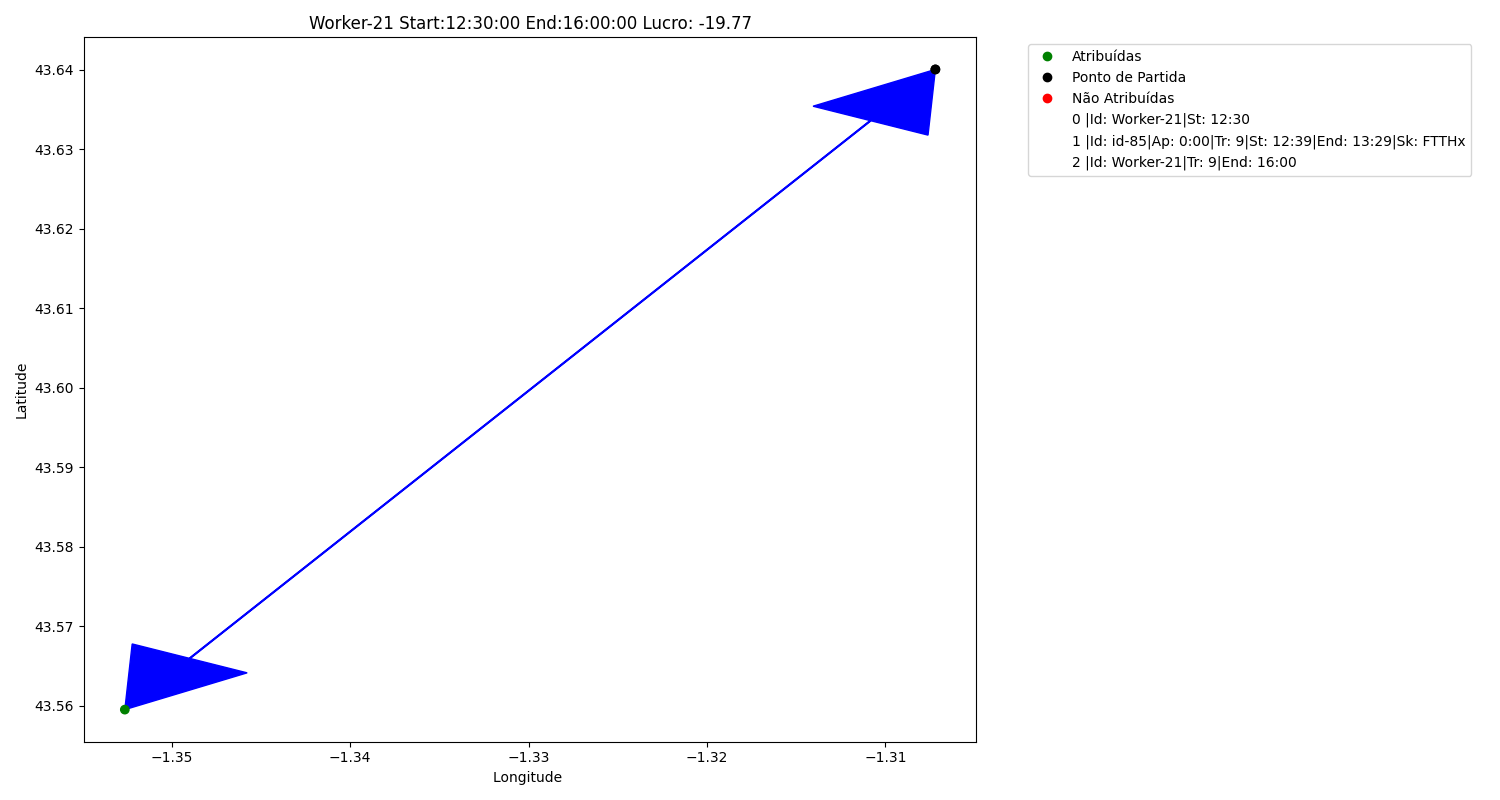 Worker-21 Start:12:30:00 End:16:00:00 Lucro: -19.77
43.64
43.63
43.62
43.61
43.60
43.59
43.58
43.57
43.56
Latitude
−1.35
−1.34
−1.33
−1.32
−1.31
Longitude
Atribuídas
Ponto de Partida
Não Atribuídas
0 |Id: Worker-21|St: 12:30
1 |Id: id-85|Ap: 0:00|Tr: 9|St: 12:39|End: 13:29|Sk: FTTHx
2 |Id: Worker-21|Tr: 9|End: 16:00